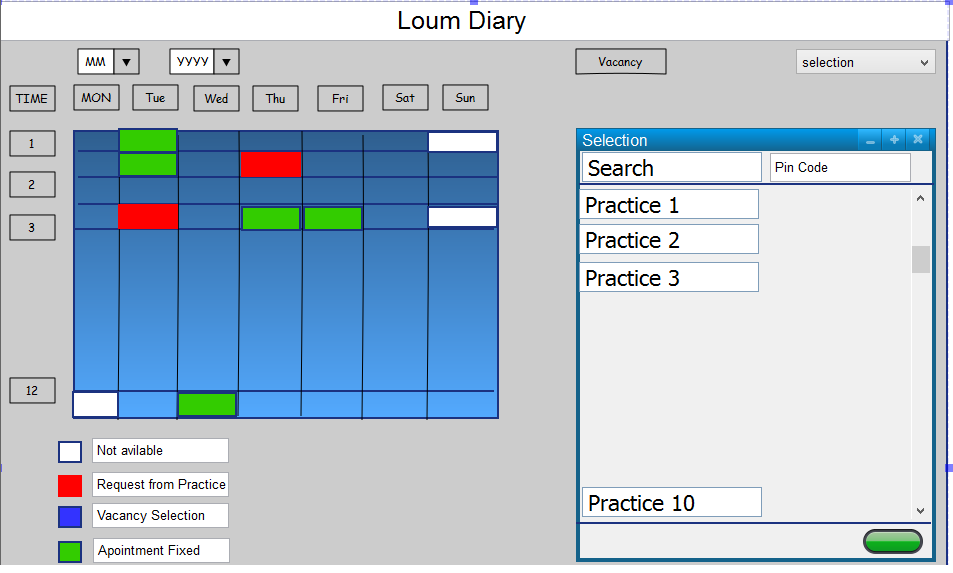 Loum Diary
MM
YYYY
Vacancy
selection
TIME
MON
Tue
Wed
Thu
Fri
Sat
Sun
1
2
3
12
Selection
Search
Pin Code
Practice 1
Practice 2
Practice 3
Practice 10
Not avilable
Request from Practice
Vacancy Selection
Apointment Fixed